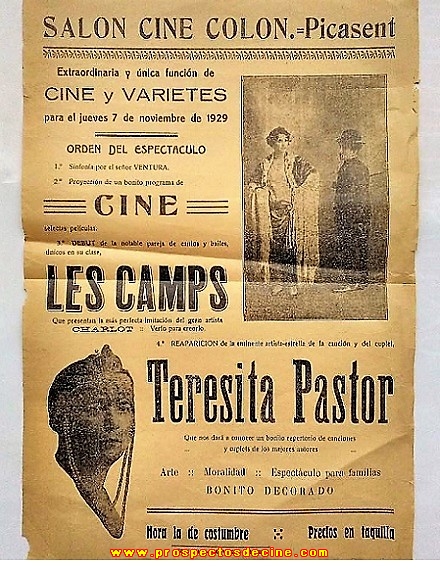 SALON CINE COLON.=Picasent
Extraordinaria y única función de
CINE y VARIETES
para el jueves 7 de noviembre de 1929
ORDEN DEL ESPECTACULO
1.º Sinfonía por el señor VENTURA.
2.º Proyección de un bonito programa de
CINE
selectas películas.
3.º DEBUT de la notable pareja de cantos y bailes,
únicos en su clase,
LES CAMPS
Que presentan la más perfecta imitación del gran artista
CHARLOT :: Verlo para creerlo.
4.º REAPARICION de la eminente artista-estrella de la canción y del cuplet,
Teresita Pastor
Que nos dará a conocer un bonito repertorio de canciones
y cuplets de los mejores autores
Arte :: Moralidad :: Espectáculo para familias
BONITO DECORADO
Hora la de costumbre :: Precios en taquilla
www.prospectosdecine.com